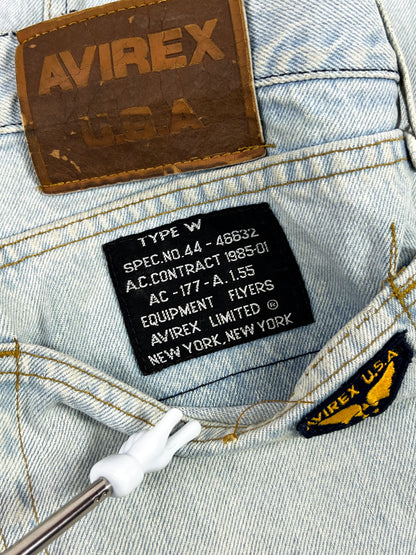 AVIREX
U.S.A
TYPE W
SPEC.NO.44 - 46632
A.C.CONTRACT 1985-01
AC -177-A. 1.55
EQUIPMENT FLYERS
AVIREX LIMITED ®
NEW YORK, NEW YORK
AVIREX U.S.A